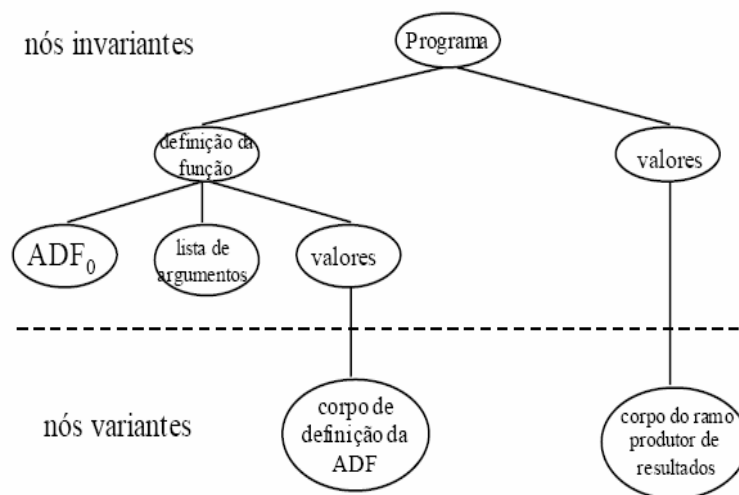 nós invariantes
Programa
definição da
função
valores
ADF0
lista de
argumentos
valores
nós variantes
corpo de
definição da
ADF
corpo do ramo
produtor de
resultados